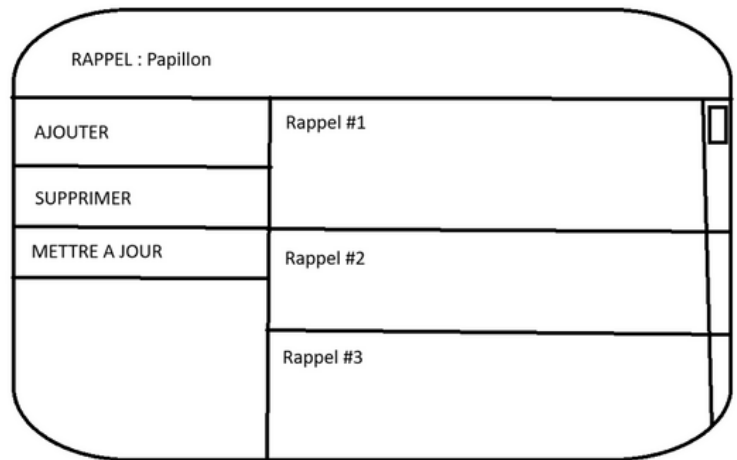 RAPPEL : Papillon
AJOUTER
SUPPRIMER
METTRE A JOUR
Rappel #1
Rappel #2
Rappel #3